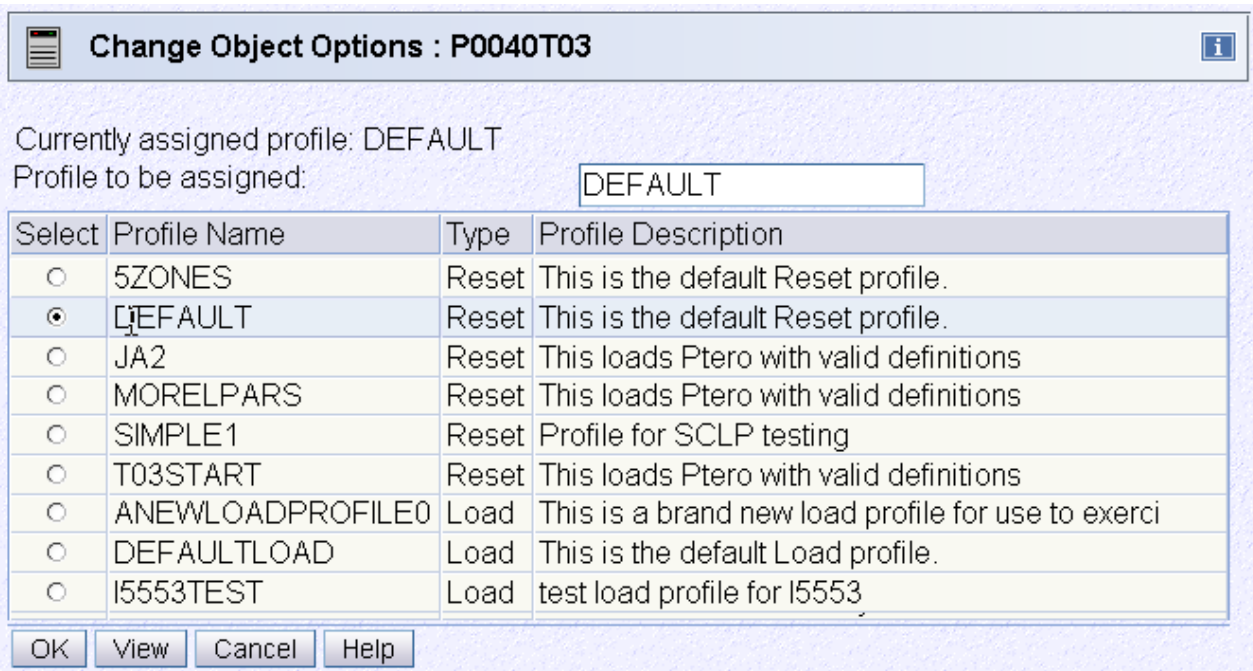 Change Object Options : P0040T03
i
Currently assigned profile: DEFAULT
Profile to be assigned: DEFAULT
Select Profile Name Type Profile Description
5ZONES Reset This is the default Reset profile.
DEFAULT Reset This is the default Reset profile.
JA2 Reset This loads Ptero with valid definitions
MORELPARS Reset This loads Ptero with valid definitions
SIMPLE1 Reset Profile for SCLP testing
T03START Reset This loads Ptero with valid definitions
ANEWLOADPROFILE0 Load This is a brand new load profile for use to exerci
DEFAULTLOAD Load This is the default Load profile.
I5553TEST Load test load profile for I5553
OK View Cancel Help